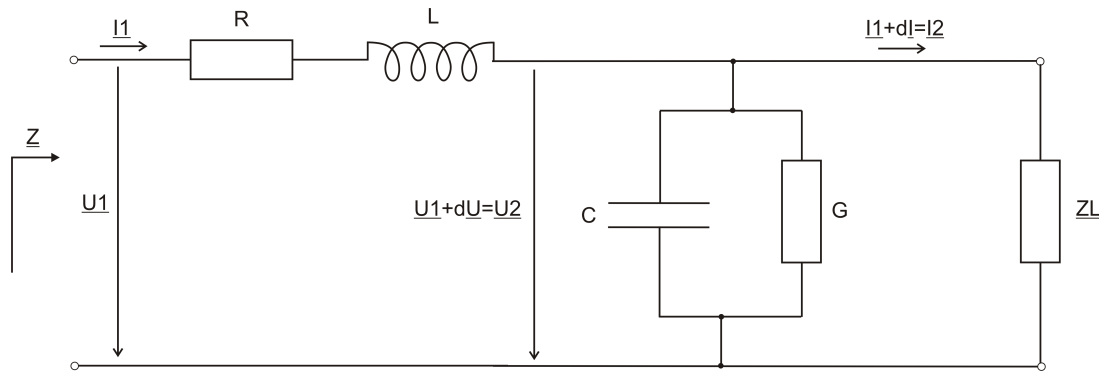 R
L
I1
I1+dI=I2
Z
U1
U1+dU=U2
C
G
ZL